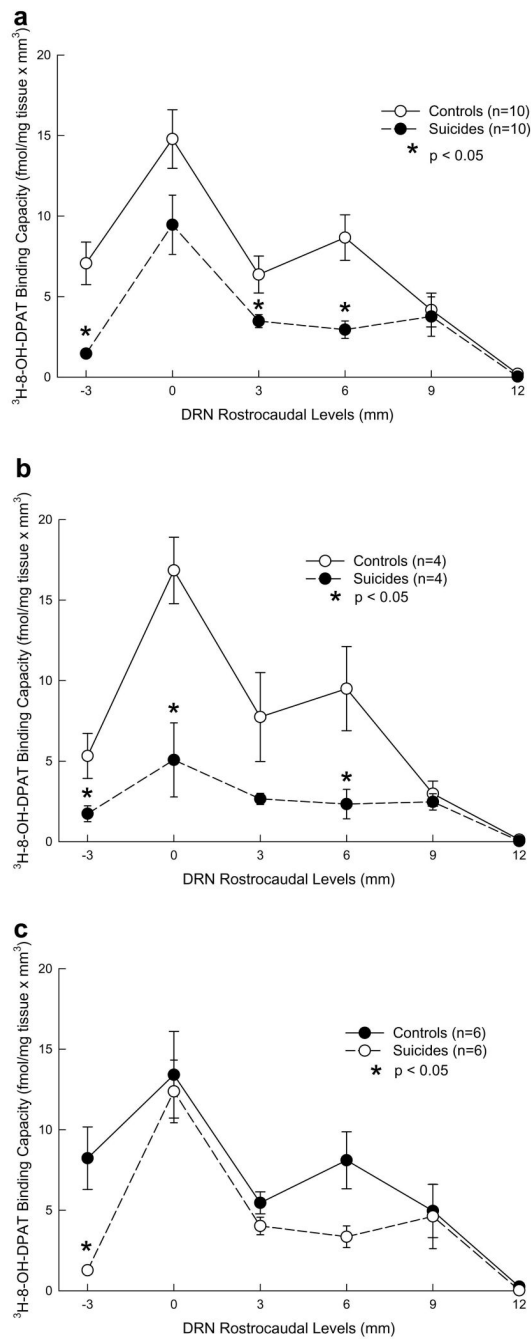 a
³H-8-OH-DPAT Binding Capacity (fmol/mg tissue x mm³)
20
15
10
5
0
Controls (n=10)
Suicides (n=10)
* p < 0.05
*
*
*
-3 0 3 6 9 12
DRN Rostrocaudal Levels (mm)
b
³H-8-OH-DPAT Binding Capacity (fmol/mg tissue x mm³)
20
15
10
5
0
Controls (n=4)
Suicides (n=4)
* p < 0.05
*
*
*
-3 0 3 6 9 12
DRN Rostrocaudal Levels (mm)
c
³H-8-OH-DPAT Binding Capacity (fmol/mg tissue x mm³)
20
15
10
5
0
Controls (n=6)
Suicides (n=6)
* p < 0.05
*
-3 0 3 6 9 12
DRN Rostrocaudal Levels (mm)